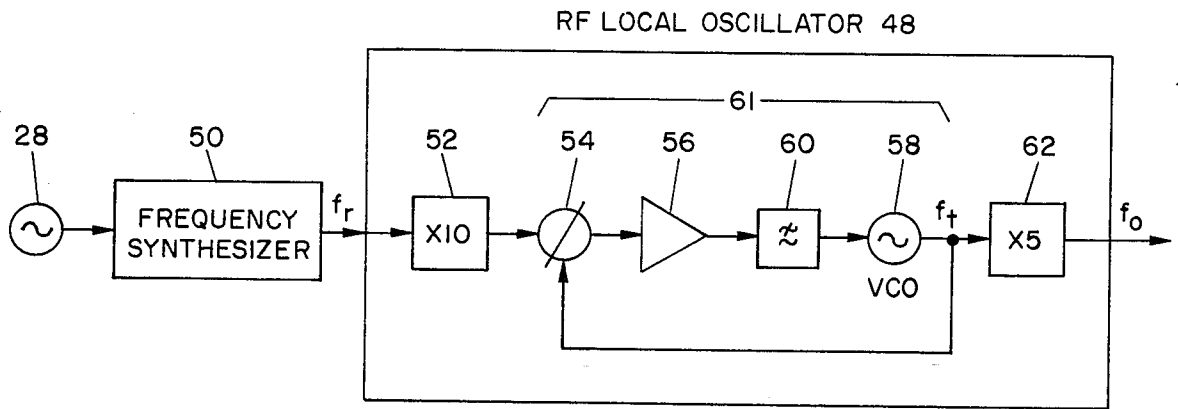 RF LOCAL OSCILLATOR 48
61
28
50
52
54
56
60
58
62
FREQUENCY
SYNTHESIZER
fr
X10
ft
X5
fo
VCO